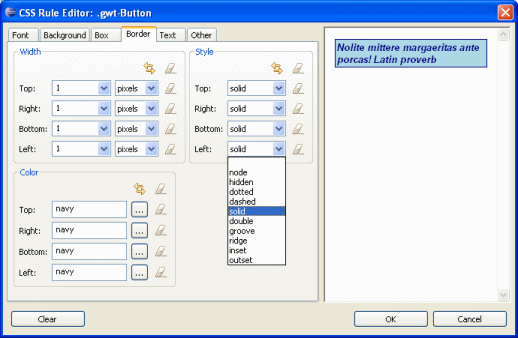 CSS Rule Editor: .gwt-Button
Font Background Box Border Text Other
Width
Top: 1 pixels
Right: 1 pixels
Bottom: 1 pixels
Left: 1 pixels
Style
Top: solid
Right: solid
Bottom: solid
Left: solid
node
hidden
dotted
dashed
solid
double
groove
ridge
inset
outset
Color
Top: navy ...
Right: navy ...
Bottom: navy ...
Left: navy ...
Nolite mittere margaeritas ante
porcas! Latin proverb
Clear OK Cancel